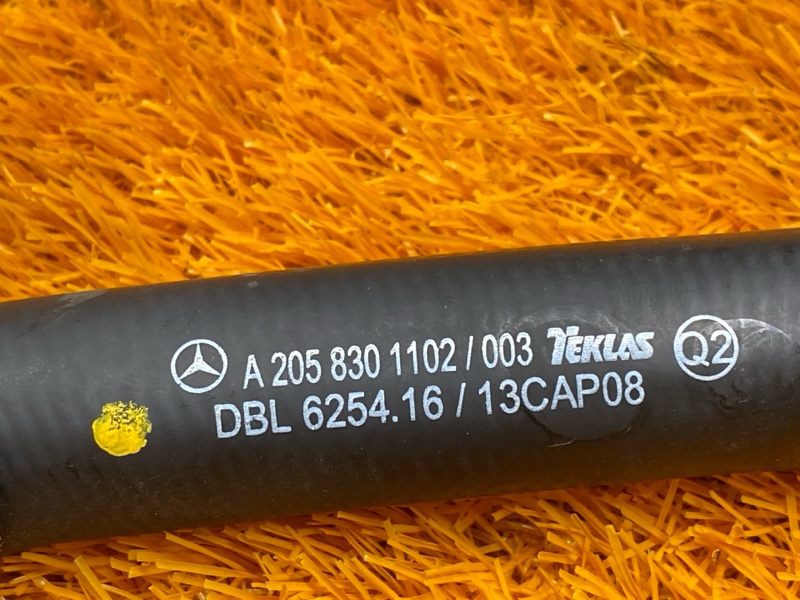 A 205 830 1102 / 003 TEKLAS Q2
DBL 6254.16 / 13CAP08